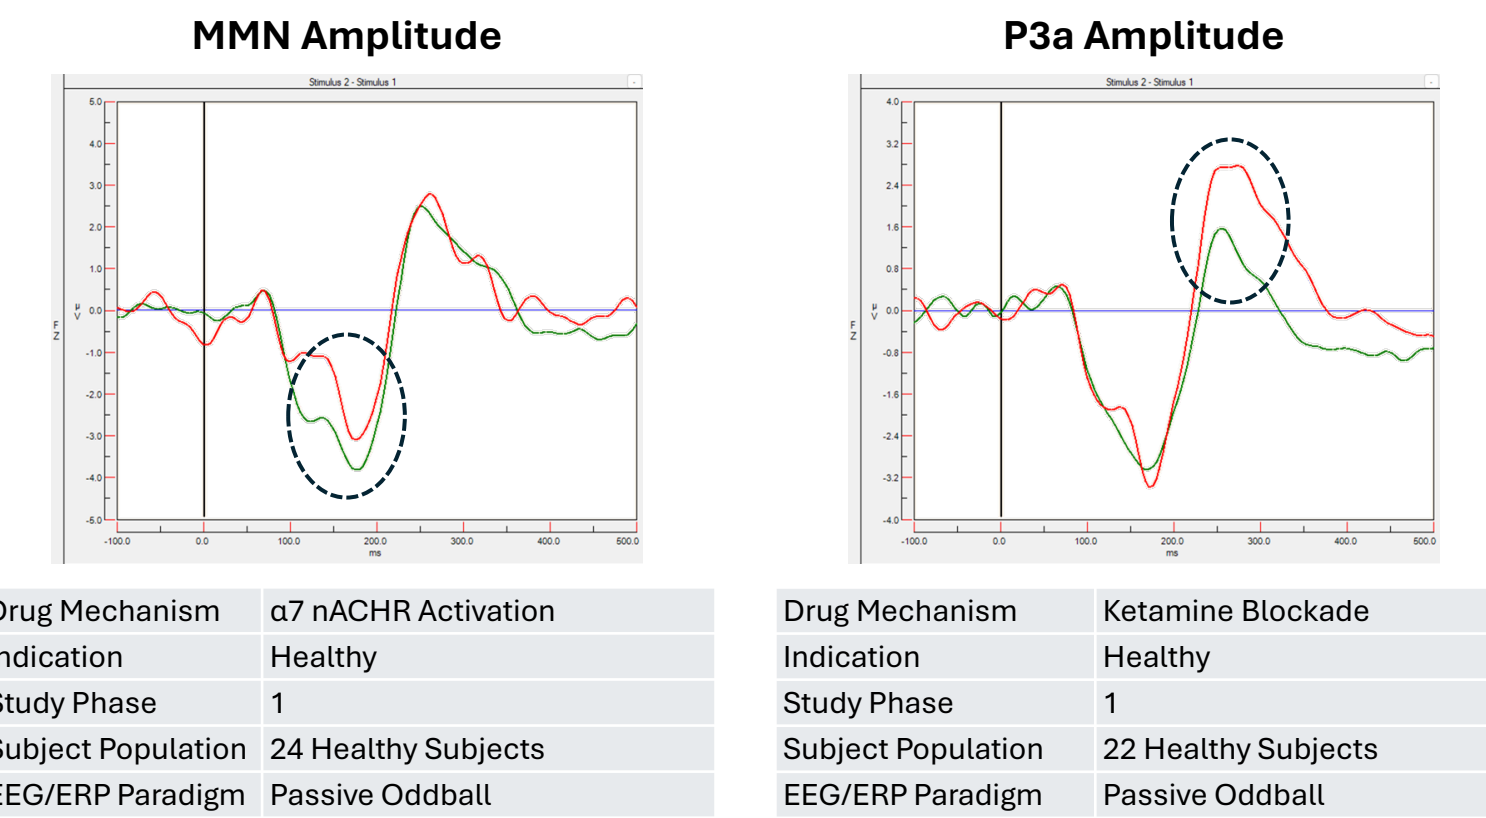 MMN Amplitude
P3a Amplitude
Stimulus 2 - Stimulus 1
5.0
4.0
3.0
2.0
1.0
0.0
-1.0
-2.0
-3.0
-4.0
-5.0
µV
FZ
-100.0 0.0 100.0 200.0 300.0 400.0 500.0
ms
Stimulus 2 - Stimulus 1
4.0
3.2
2.4
1.6
0.8
0.0
-0.8
-1.6
-2.4
-3.2
-4.0
µV
FZ
-100.0 0.0 100.0 200.0 300.0 400.0 500.0
ms
Drug Mechanism α7 nACHR Activation
ndication Healthy
Study Phase 1
Subject Population 24 Healthy Subjects
EEG/ERP Paradigm Passive Oddball
Drug Mechanism Ketamine Blockade
Indication Healthy
Study Phase 1
Subject Population 22 Healthy Subjects
EEG/ERP Paradigm Passive Oddball